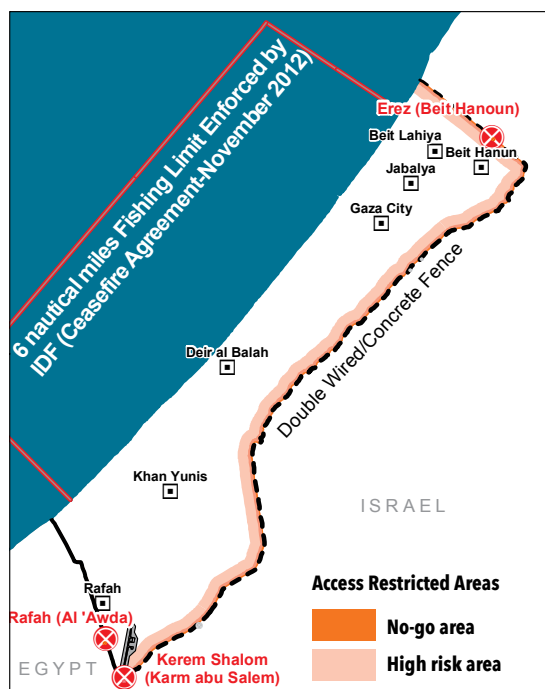 6 nautical miles Fishing Limit Enforced by
IDF (Ceasefire Agreement-November 2012)
Erez (Beit Hanoun)
Beit Lahiya
Beit Hanun
Jabalya
Gaza City
Double Wired/Concrete Fence
Deir al Balah
Khan Yunis
ISRAEL
Rafah
Rafah (Al 'Awda)
Kerem Shalom
(Karm abu Salem)
EGYPT
Access Restricted Areas
No-go area
High risk area